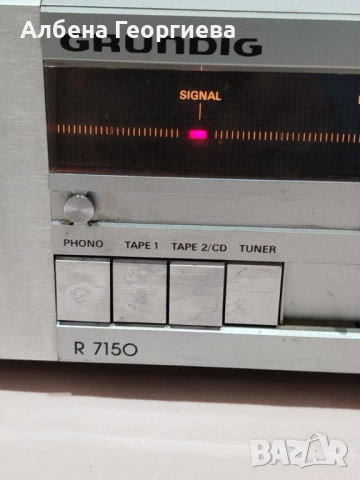 Албена Георгиева
GRUNDIG
SIGNAL
PHONO TAPE 1 TAPE 2/CD TUNER
R 7150
BAZAR